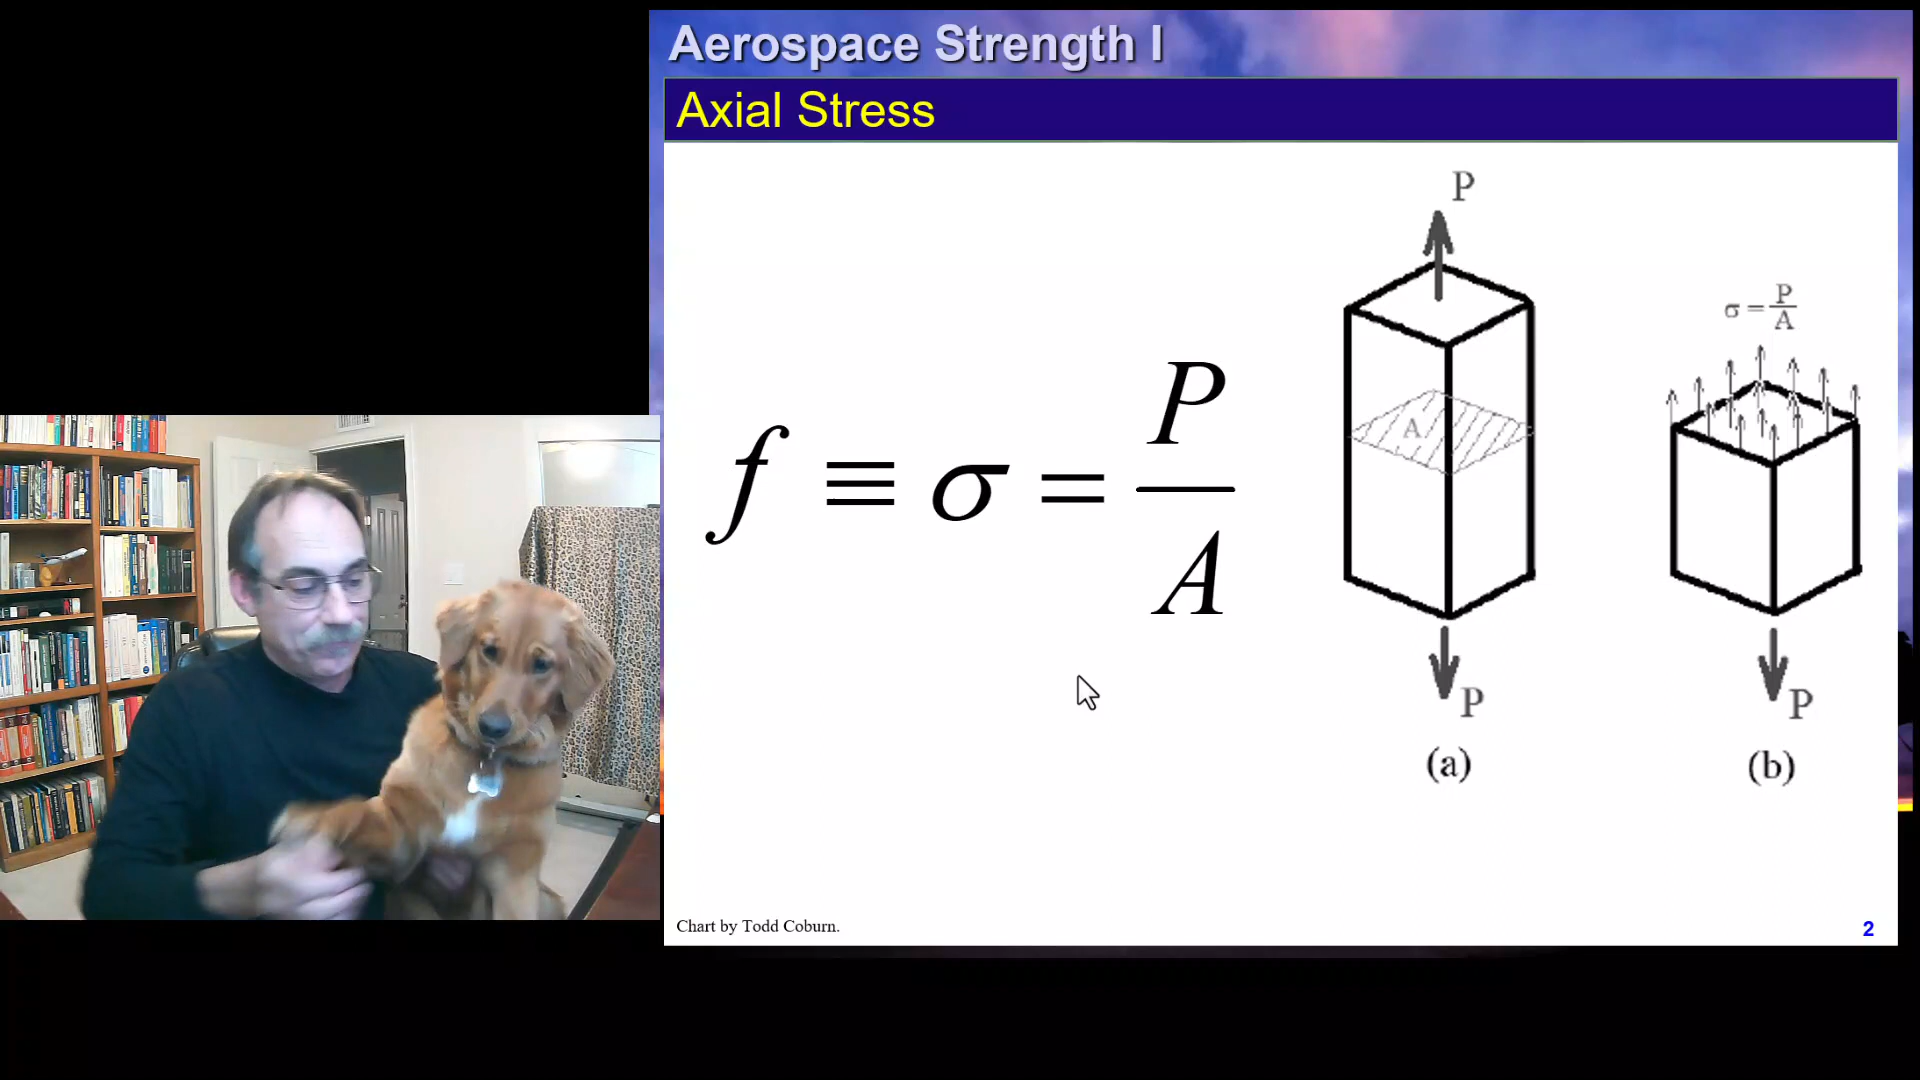 Aerospace Strength I
Axial Stress
f ≡ σ = P/A
P
A
P
(a)
σ = P/A
P
(b)
Chart by Todd Coburn.
2